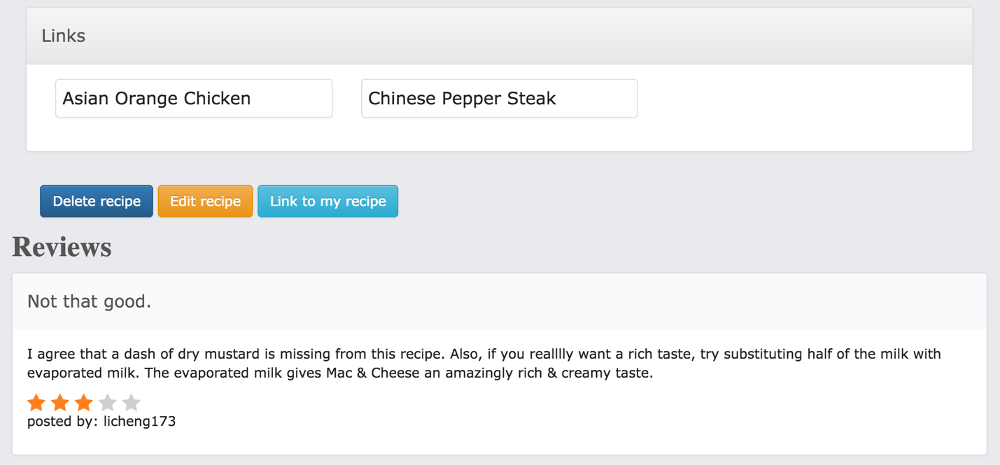 Links
Asian Orange Chicken Chinese Pepper Steak
Delete recipe Edit recipe Link to my recipe
Reviews
Not that good.
I agree that a dash of dry mustard is missing from this recipe. Also, if you realllly want a rich taste, try substituting half of the milk with
evaporated milk. The evaporated milk gives Mac & Cheese an amazingly rich & creamy taste.
posted by: licheng173